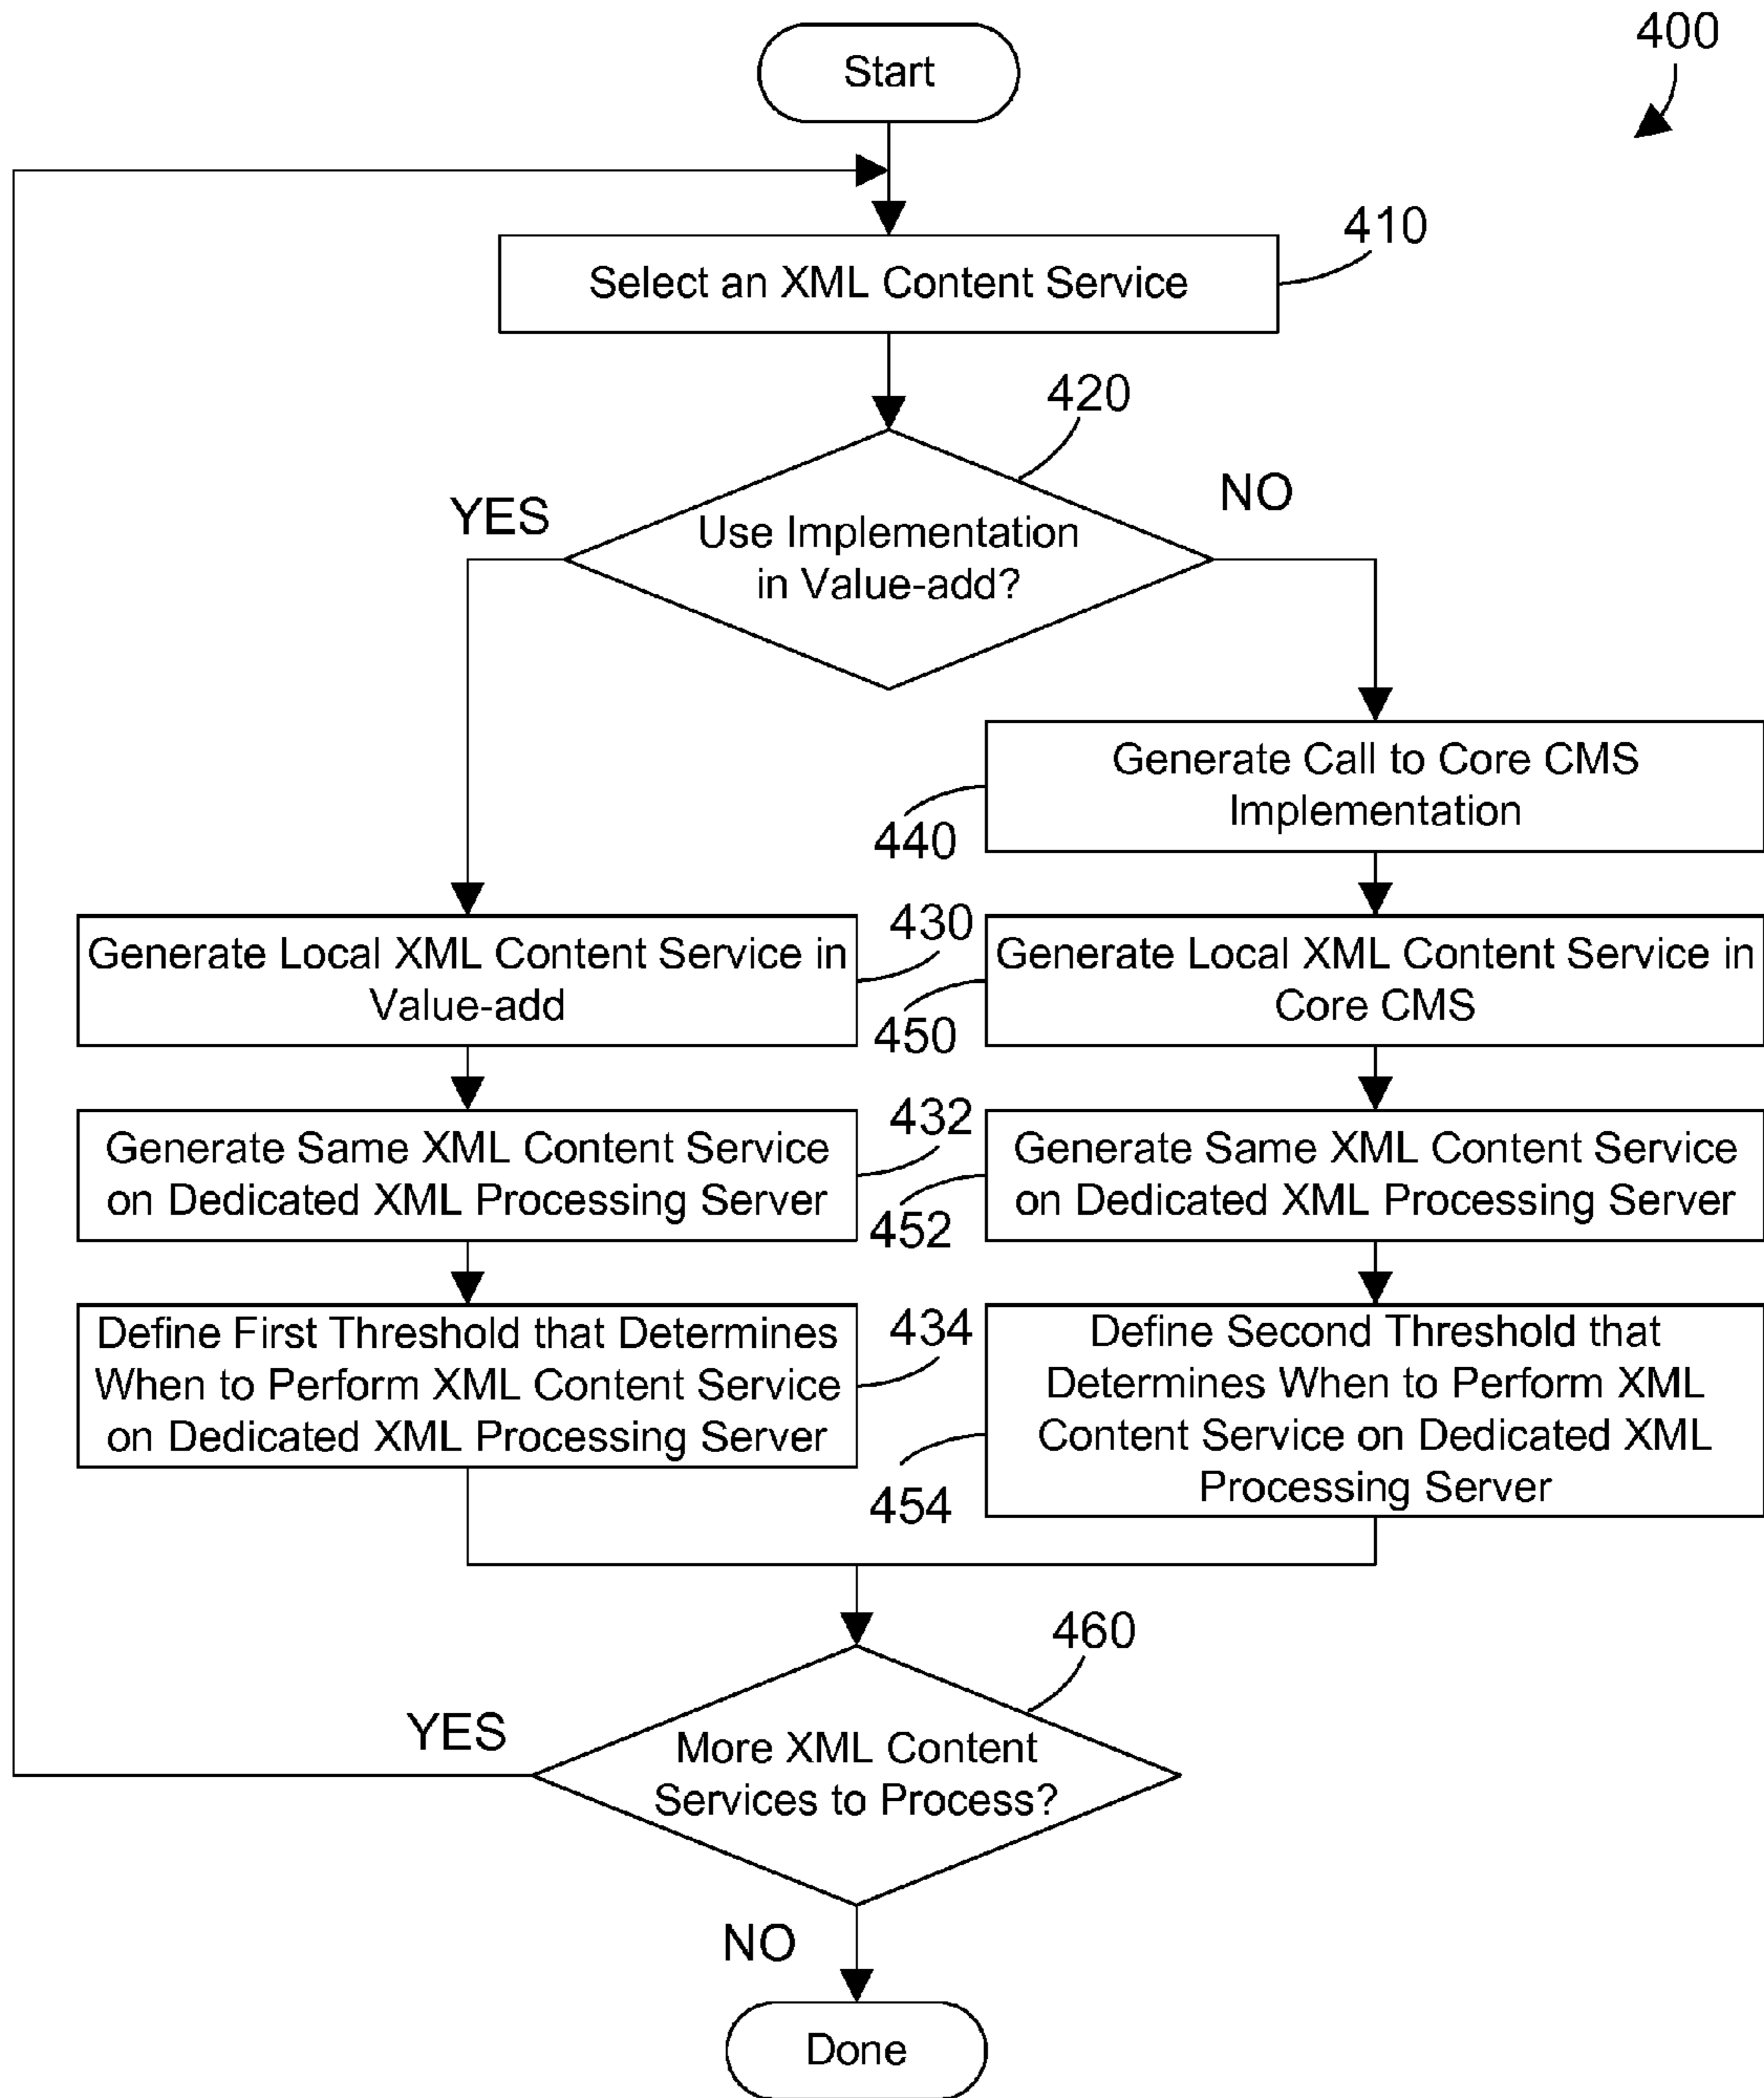 400
Start
410
Select an XML Content Service
420
YES
NO
Use Implementation
in Value-add?
Generate Call to Core CMS
Implementation
440
430
Generate Local XML Content Service in
Value-add
Generate Local XML Content Service in
Core CMS
450
432
Generate Same XML Content Service
on Dedicated XML Processing Server
Generate Same XML Content Service
on Dedicated XML Processing Server
452
434
Define First Threshold that Determines
When to Perform XML Content Service
on Dedicated XML Processing Server
Define Second Threshold that
Determines When to Perform XML
Content Service on Dedicated XML
Processing Server
454
460
YES
More XML Content
Services to Process?
NO
Done